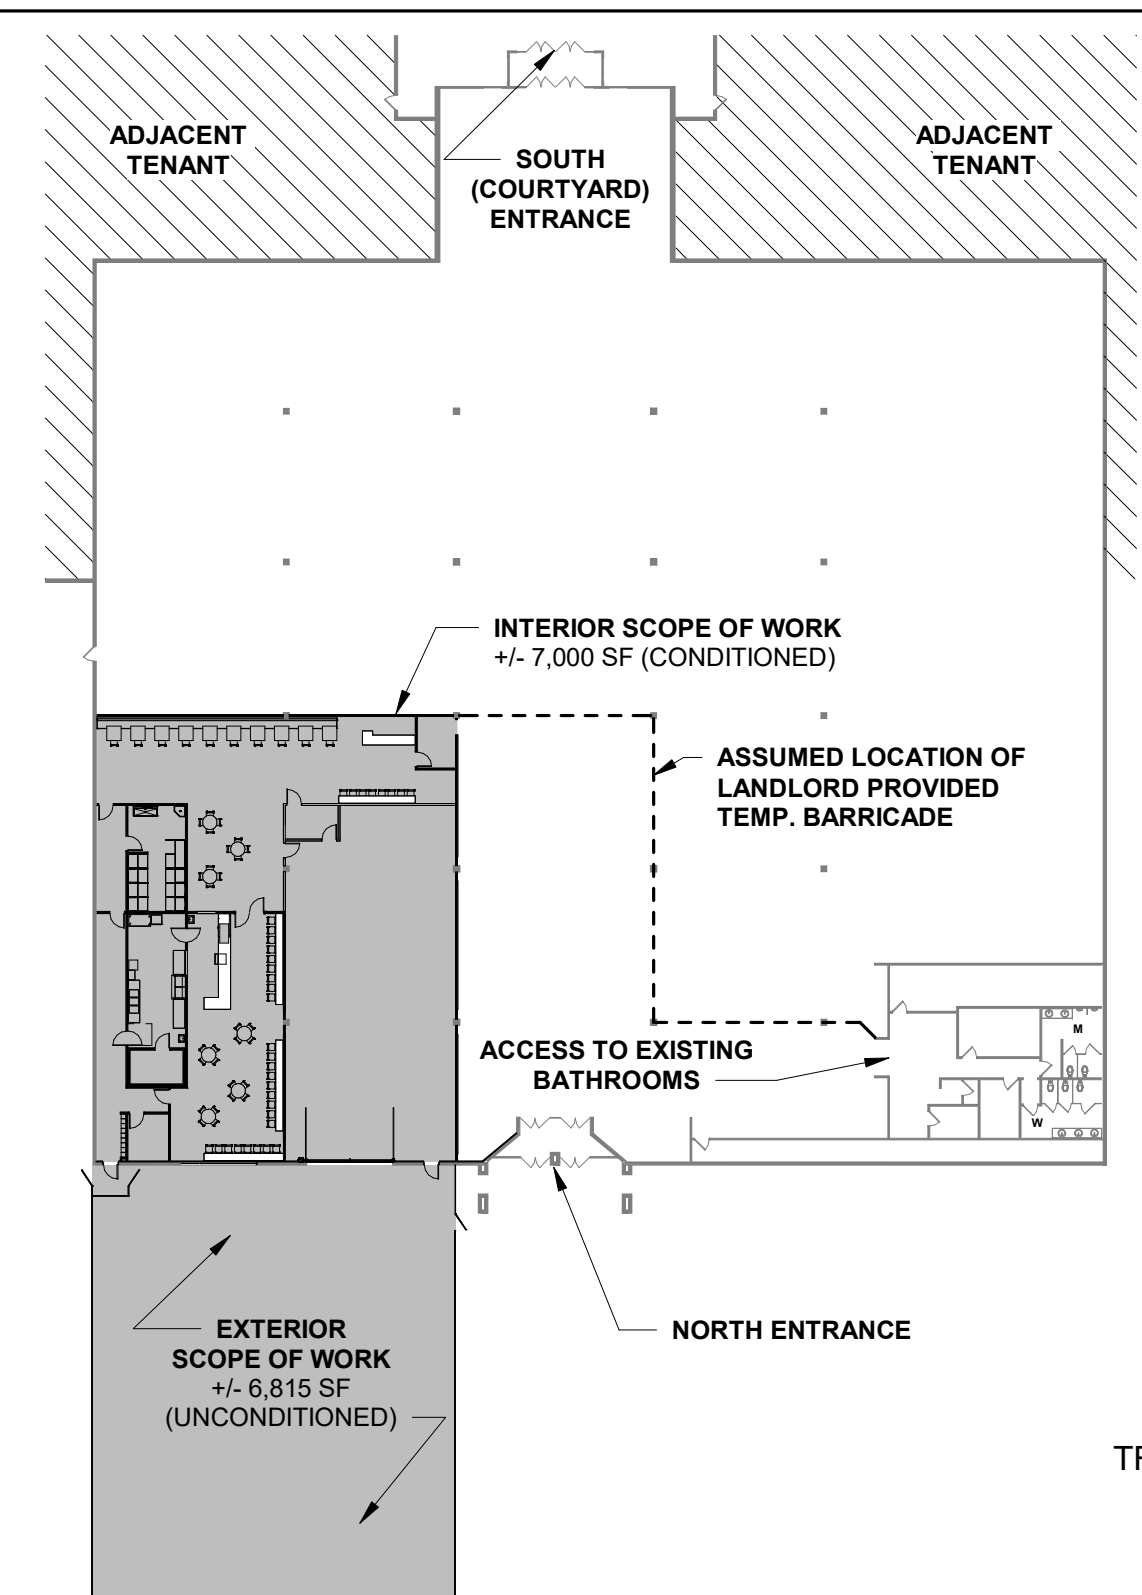 ADJACENT
TENANT
SOUTH
(COURTYARD)
ENTRANCE
ADJACENT
TENANT
INTERIOR SCOPE OF WORK
+/- 7,000 SF (CONDITIONED)
ASSUMED LOCATION OF
LANDLORD PROVIDED
TEMP. BARRICADE
M
ACCESS TO EXISTING
BATHROOMS
W
EXTERIOR
SCOPE OF WORK
+/- 6,815 SF
(UNCONDITIONED)
NORTH ENTRANCE